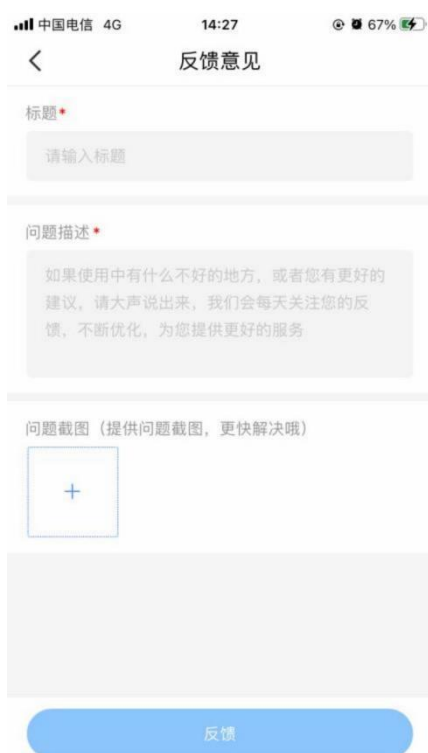 中国电信 4G 14:27 67%
反馈意见
标题*
请输入标题
问题描述*
如果使用中有什么不好的地方，或者您有更好的
建议，请大声说出来，我们会每天关注您的反
馈，不断优化，为您提供更好的服务
问题截图（提供问题截图，更快解决哦）
反馈